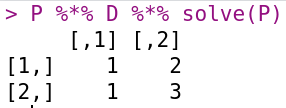 > P %*% D %*% solve(P)
     [,1] [,2]
[1,]    1    2
[2,]    1    3